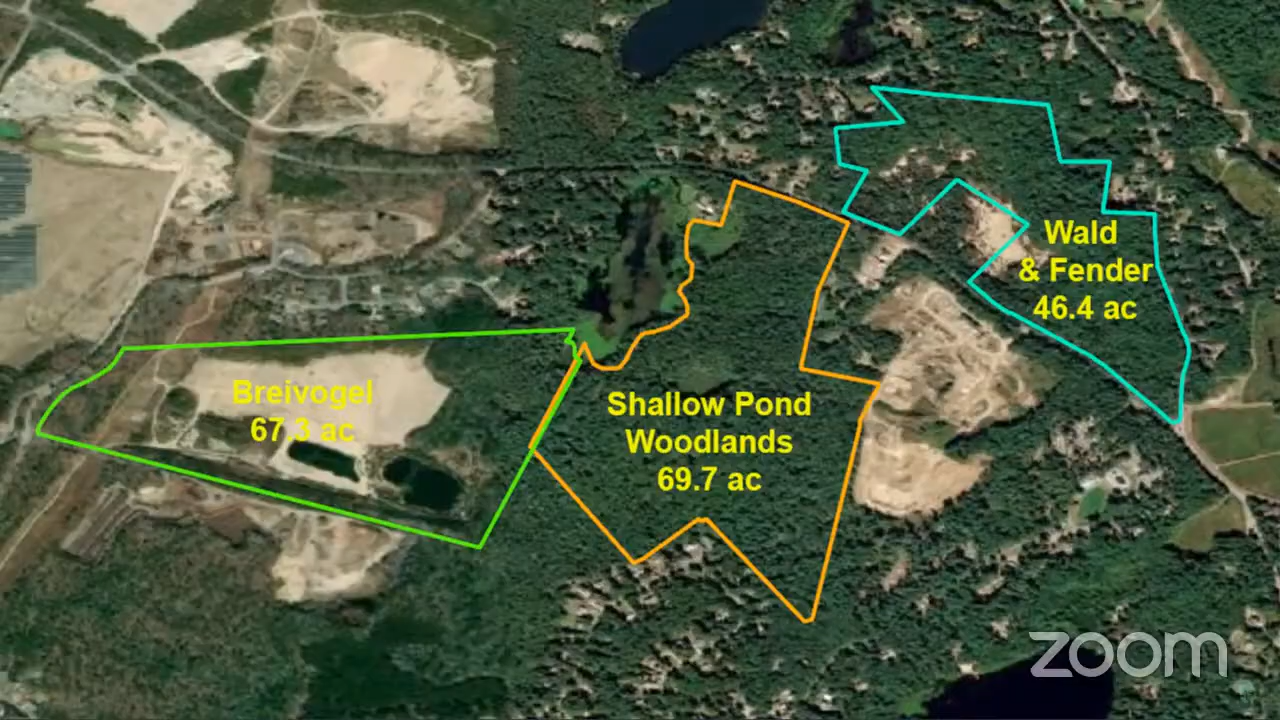 Wald
& Fender
46.4 ac
Breivogel
67.3 ac
Shallow Pond
Woodlands
69.7 ac
zoom